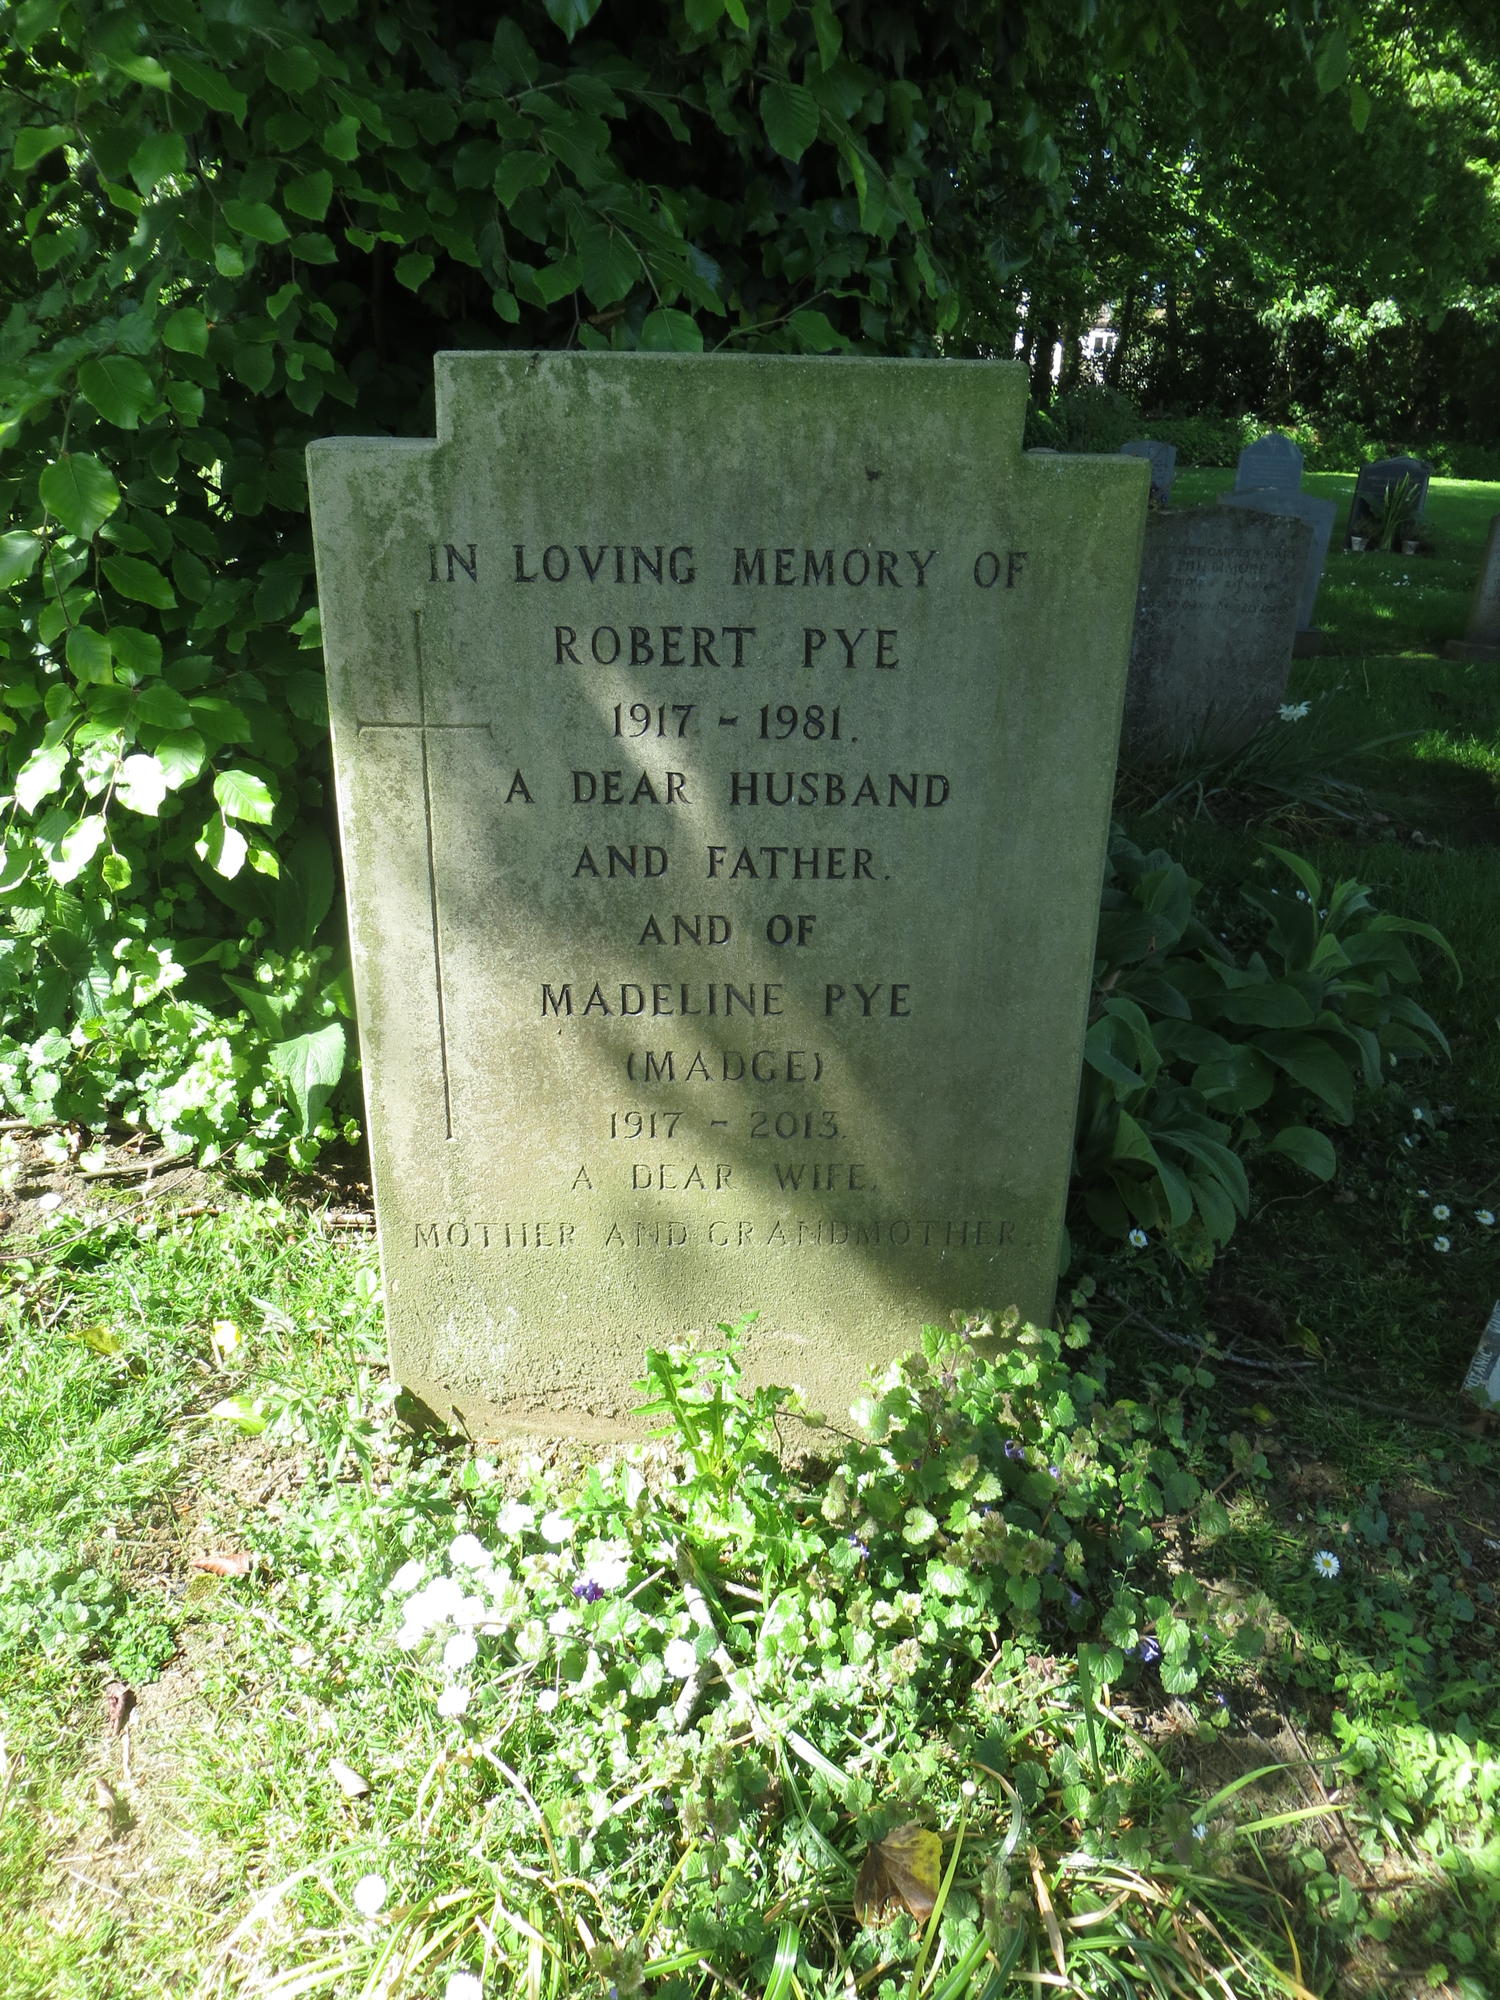 IN LOVING MEMORY OF
ROBERT PYE
1917 - 1981.
A DEAR HUSBAND
AND FATHER.
AND OF
MADELINE PYE
(MADGE)
1917 - 2013.
A DEAR WIFE,
MOTHER AND GRANDMOTHER.